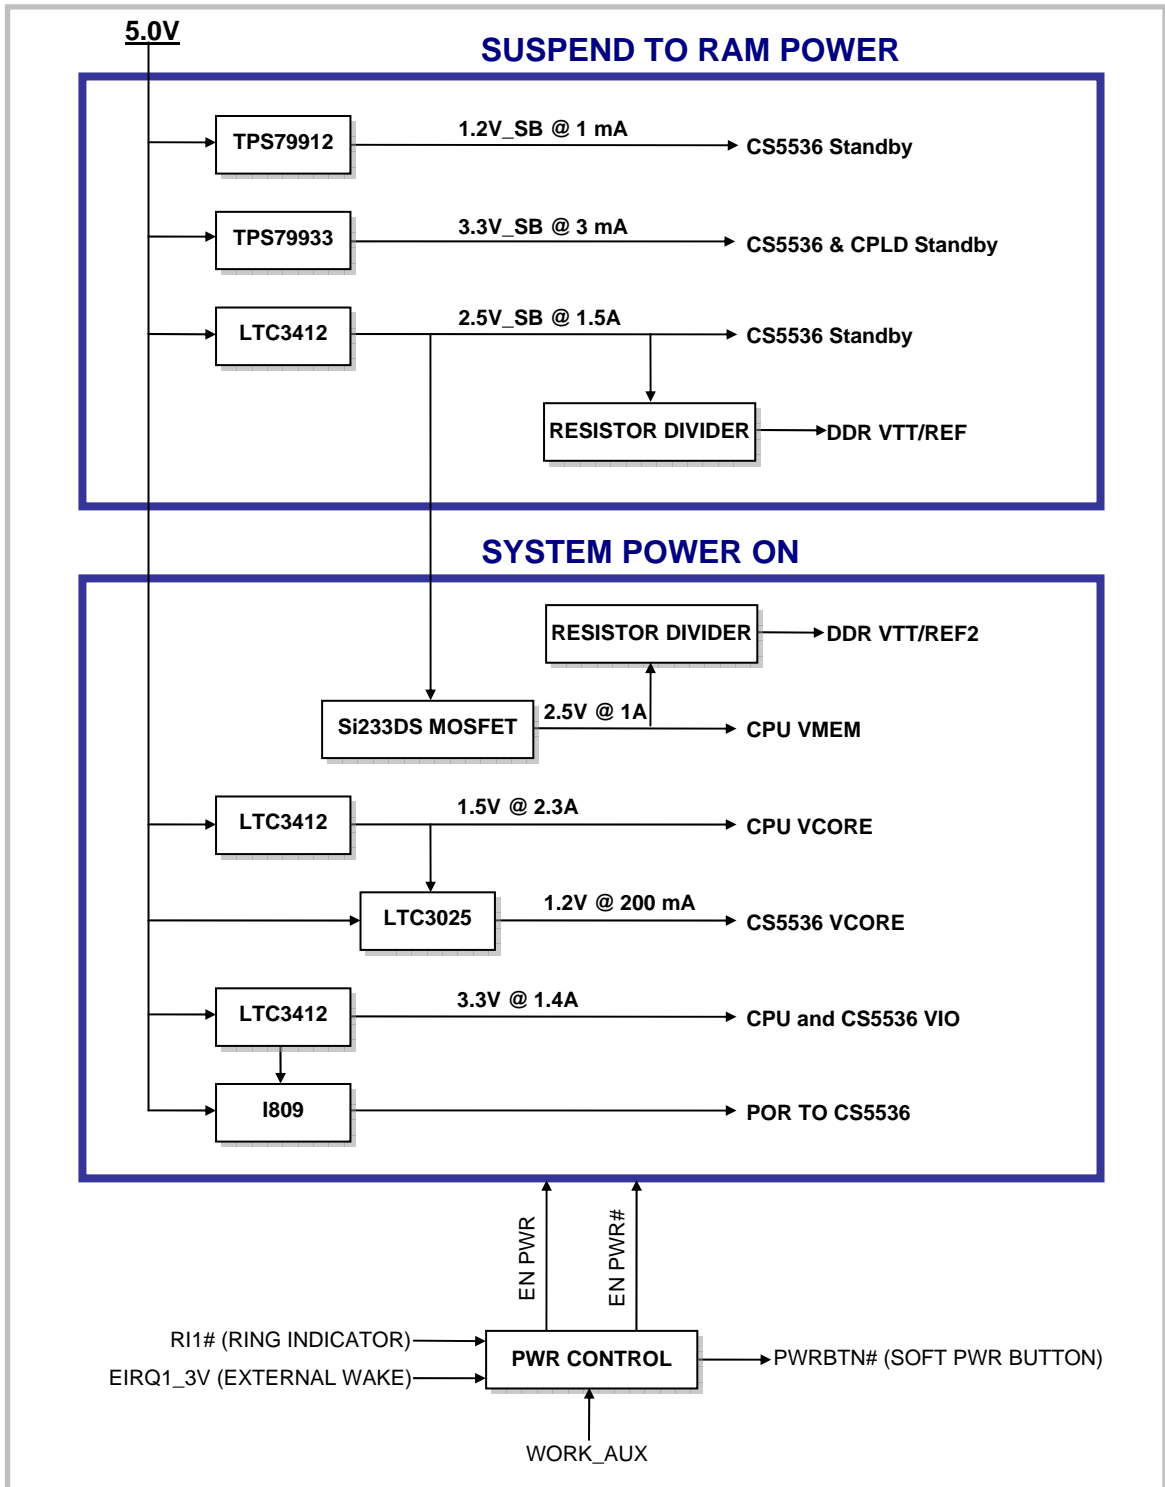 5.0V
SUSPEND TO RAM POWER
TPS79912
1.2V_SB @ 1 mA
CS5536 Standby
TPS79933
3.3V_SB @ 3 mA
CS5536 & CPLD Standby
LTC3412
2.5V_SB @ 1.5A
CS5536 Standby
RESISTOR DIVIDER
DDR VTT/REF
SYSTEM POWER ON
RESISTOR DIVIDER
DDR VTT/REF2
Si233DS MOSFET
2.5V @ 1A
CPU VMEM
LTC3412
1.5V @ 2.3A
CPU VCORE
LTC3025
1.2V @ 200 mA
CS5536 VCORE
LTC3412
3.3V @ 1.4A
CPU and CS5536 VIO
I809
POR TO CS5536
EN PWR
EN PWR#
RI1# (RING INDICATOR)
EIRQ1_3V (EXTERNAL WAKE)
PWR CONTROL
PWRBTN# (SOFT PWR BUTTON)
WORK_AUX